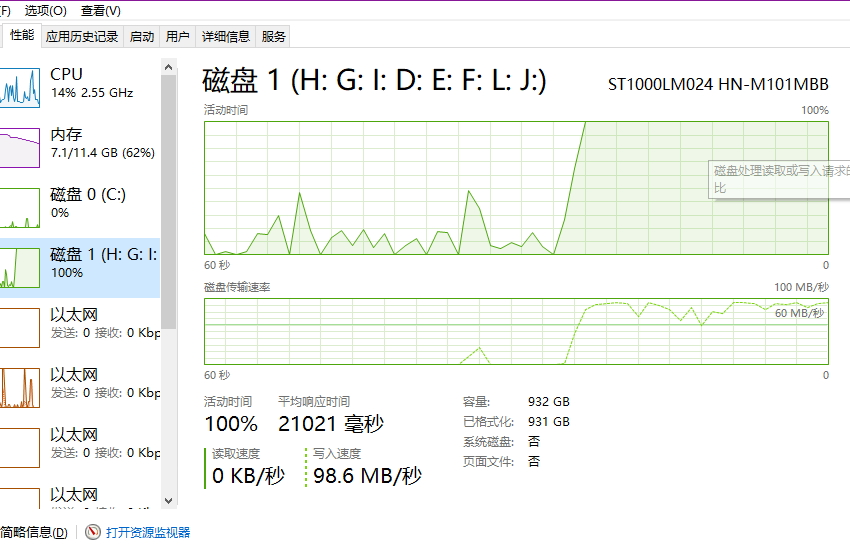 (F) 选项(O) 查看(V)
性能 应用历史记录 启动 用户 详细信息 服务
CPU
14% 2.55 GHz
内存
7.1/11.4 GB (62%)
磁盘 0 (C:)
0%
磁盘 1 (H: G: I:
100%
以太网
发送: 0 接收: 0 Kbp
以太网
发送: 0 接收: 0 Kbp
以太网
发送: 0 接收: 0 Kbp
以太网
磁盘 1 (H: G: I: D: E: F: L: J:)
ST1000LM024 HN-M101MBB
活动时间
100%
磁盘处理读取或写入请求的
比
60 秒
0
磁盘传输速率
100 MB/秒
60 MB/秒
60 秒
0
活动时间
100%
平均响应时间
21021 毫秒
读取速度
0 KB/秒
写入速度
98.6 MB/秒
容量: 932 GB
已格式化: 931 GB
系统磁盘: 否
页面文件: 否
简略信息(D)
打开资源监视器